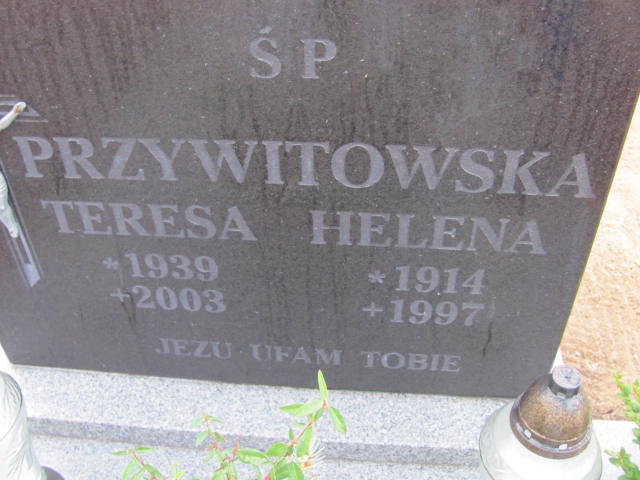 ŚP
PRZYWITOWSKA
TERESA HELENA
*1939 *1914
+2003 +1997
JEZU UFAM TOBIE